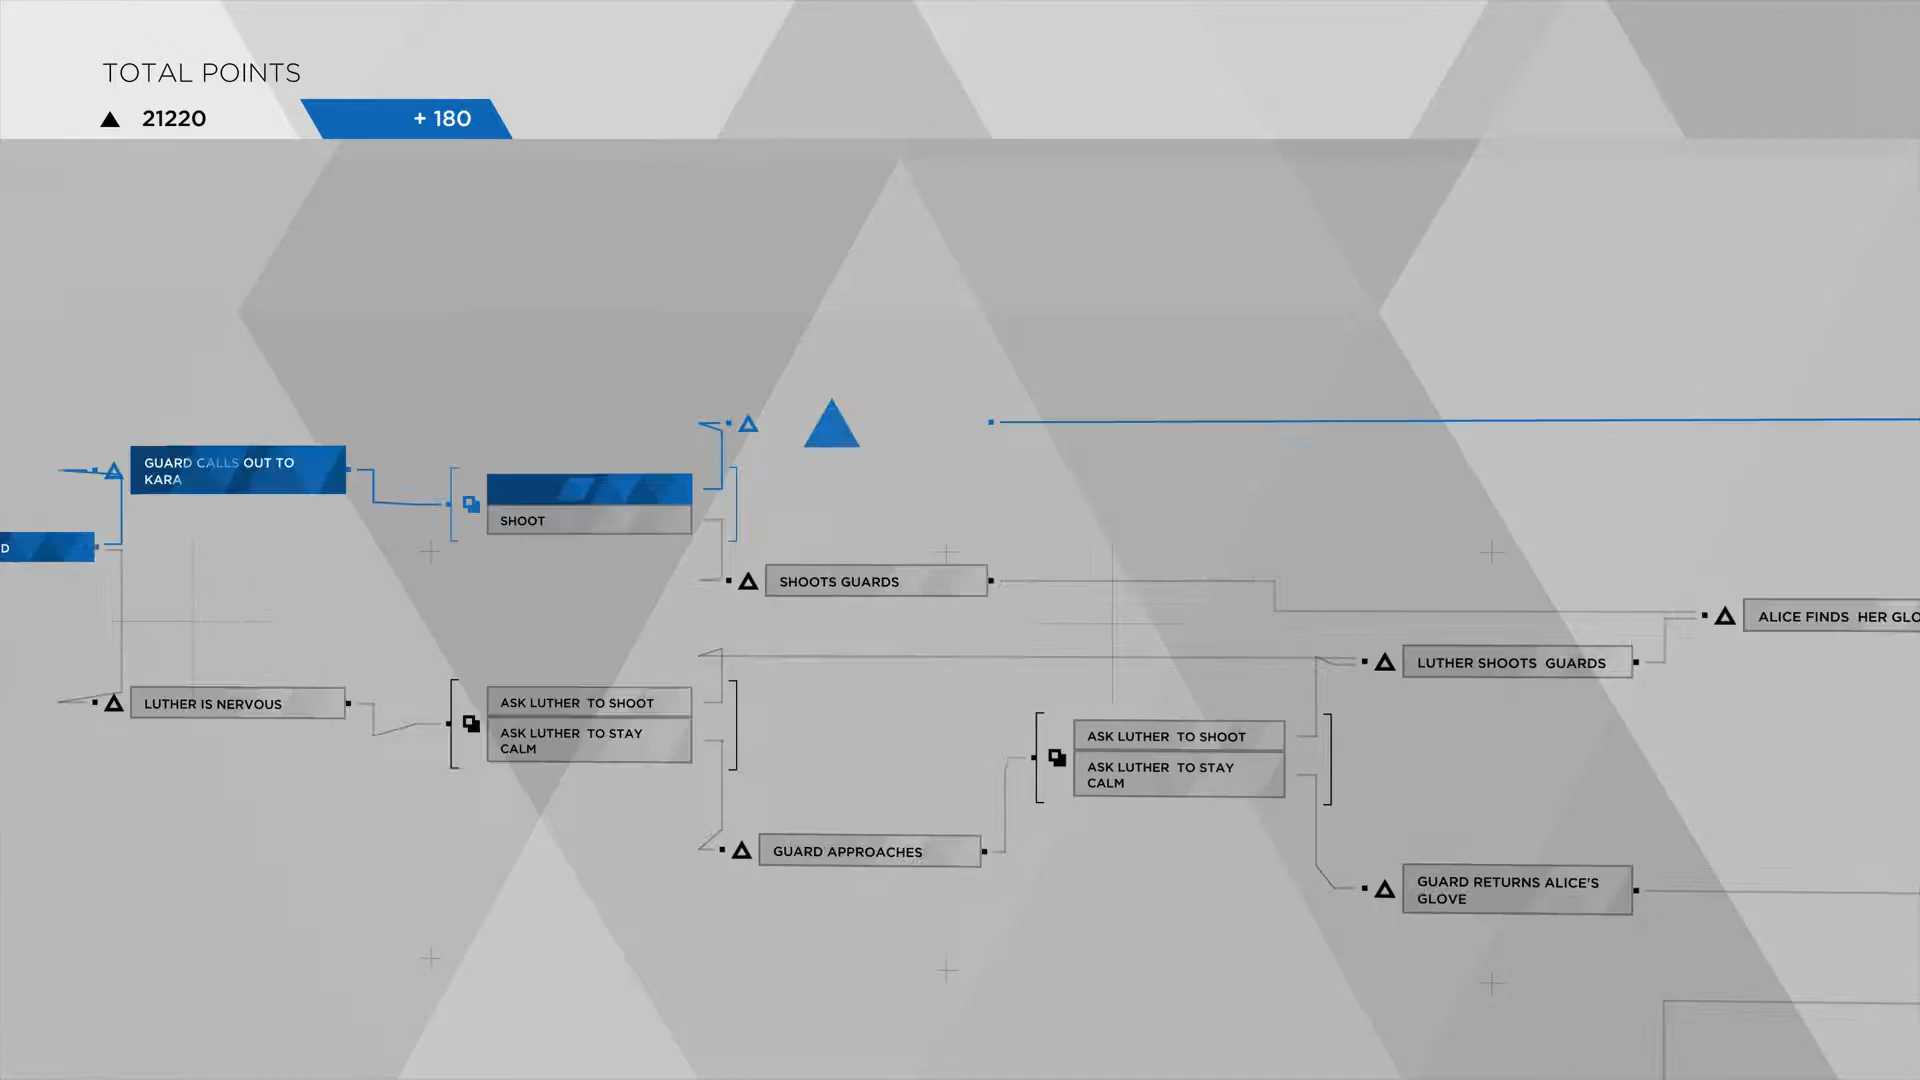 TOTAL POINTS
21220
+ 180
GUARD CALLS OUT TO
KARA
D
SHOOT
SHOOTS GUARDS
ALICE FINDS HER GLO
LUTHER SHOOTS GUARDS
LUTHER IS NERVOUS
ASK LUTHER TO SHOOT
ASK LUTHER TO STAY
CALM
ASK LUTHER TO SHOOT
ASK LUTHER TO STAY
CALM
GUARD APPROACHES
GUARD RETURNS ALICE'S
GLOVE